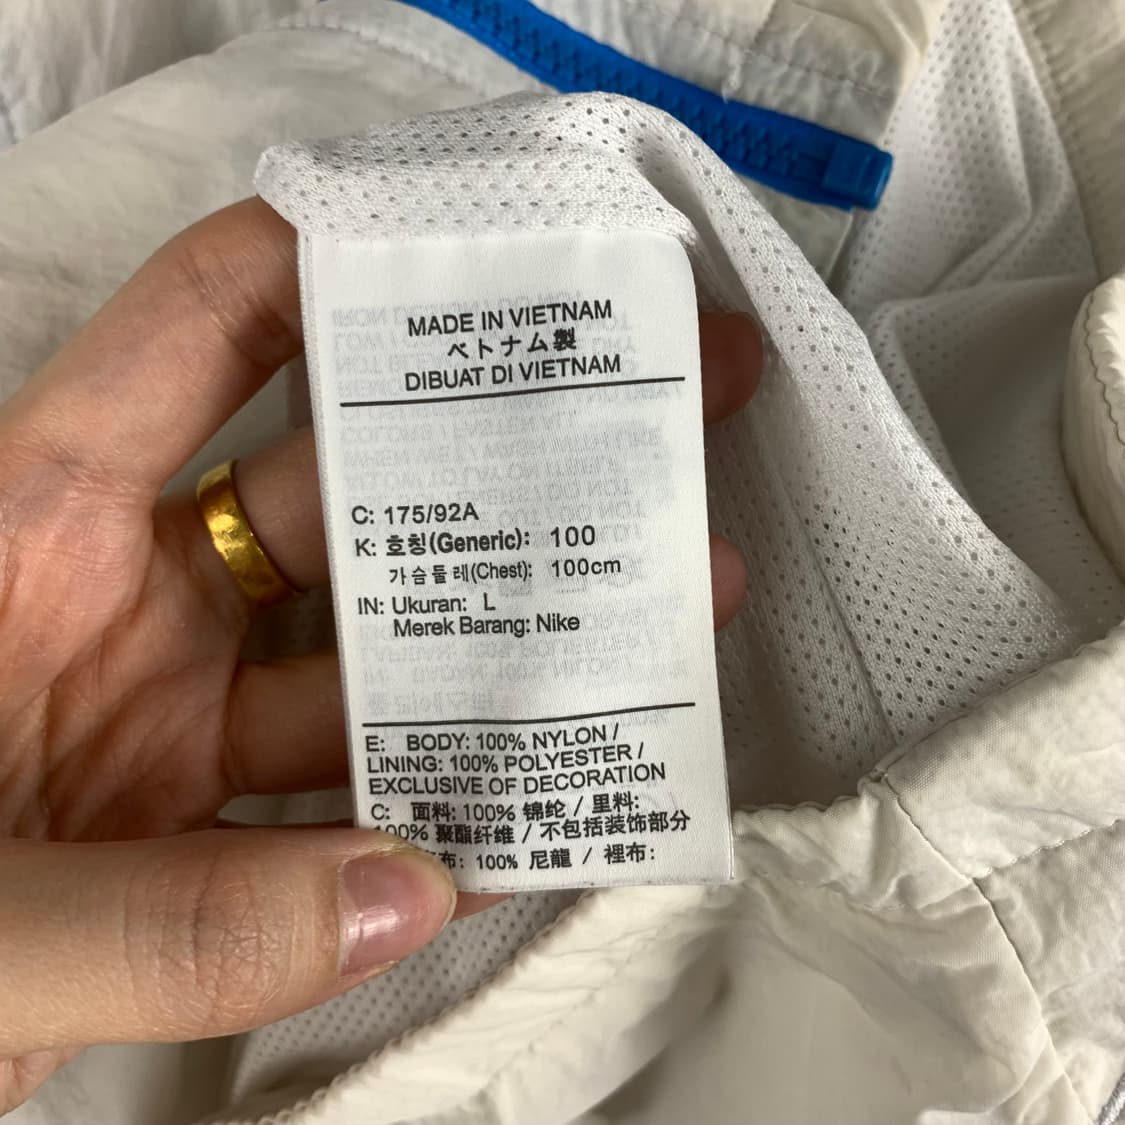 MADE IN VIETNAM
ベトナム製
DIBUAT DI VIETNAM
C: 175/92A
K: 호칭(Generic): 100
가슴둘레(Chest): 100cm
IN: Ukuran: L
Merek Barang: Nike
E: BODY: 100% NYLON /
LINING: 100% POLYESTER /
EXCLUSIVE OF DECORATION
C: 面料: 100% 锦纶 / 里料:
100% 聚酯纤维 / 不包括装饰部分
布: 100% 尼龍 / 裡布: